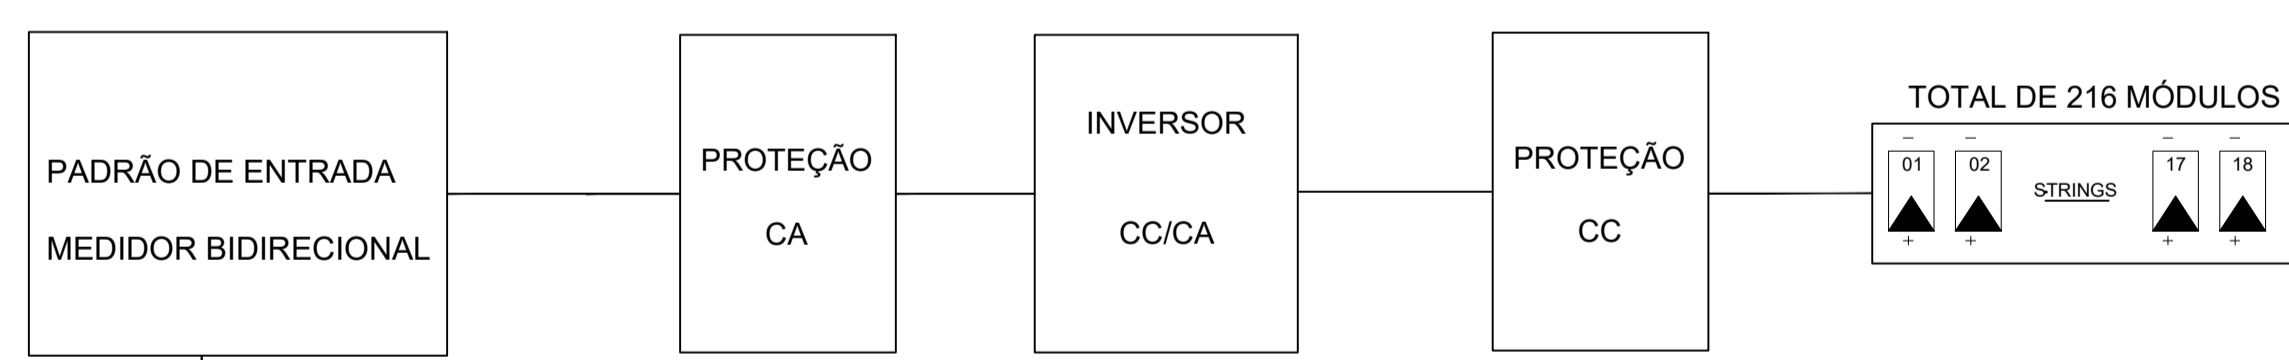 PADRÃO DE ENTRADA
MEDIDOR BIDIRECIONAL
PROTEÇÃO
CA
INVERSOR
CC/CA
PROTEÇÃO
CC
TOTAL DE 216 MÓDULOS
− − − −
01 02 STRINGS 17 18
+ + + +